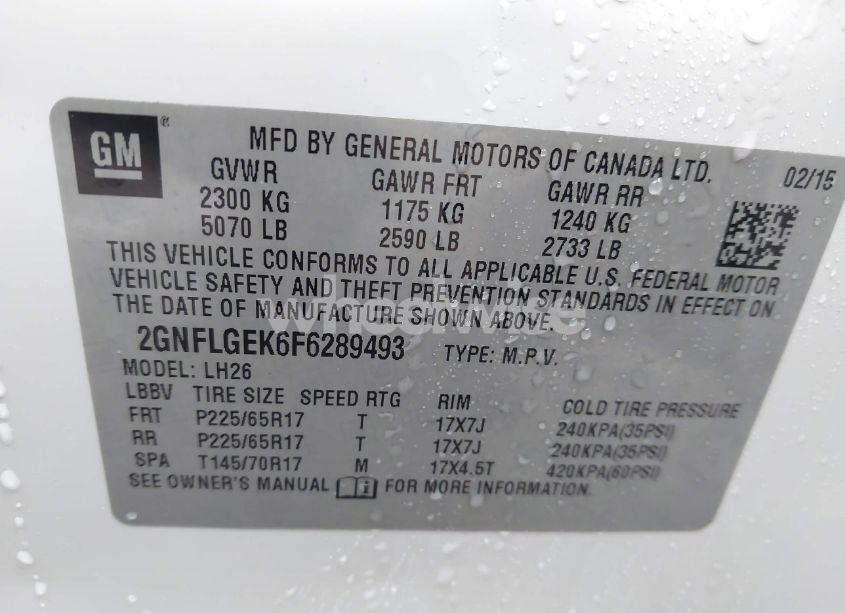 GM ®
MFD BY GENERAL MOTORS OF CANADA LTD. 02/15
GVWR GAWR FRT GAWR RR
2300 KG 1175 KG 1240 KG
5070 LB 2590 LB 2733 LB
THIS VEHICLE CONFORMS TO ALL APPLICABLE U.S. FEDERAL MOTOR
VEHICLE SAFETY AND THEFT PREVENTION STANDARDS IN EFFECT ON
THE DATE OF MANUFACTURE SHOWN ABOVE.
2GNFLGEK6F6289493 TYPE: M.P.V.
MODEL: LH26
LBBV TIRE SIZE SPEED RTG RIM COLD TIRE PRESSURE
FRT P225/65R17 T 17X7J 240KPA(35PSI)
RR P225/65R17 T 17X7J 240KPA(35PSI)
SPA T145/70R17 M 17X4.5T 420KPA(60PSI)
SEE OWNER'S MANUAL FOR MORE INFORMATION.